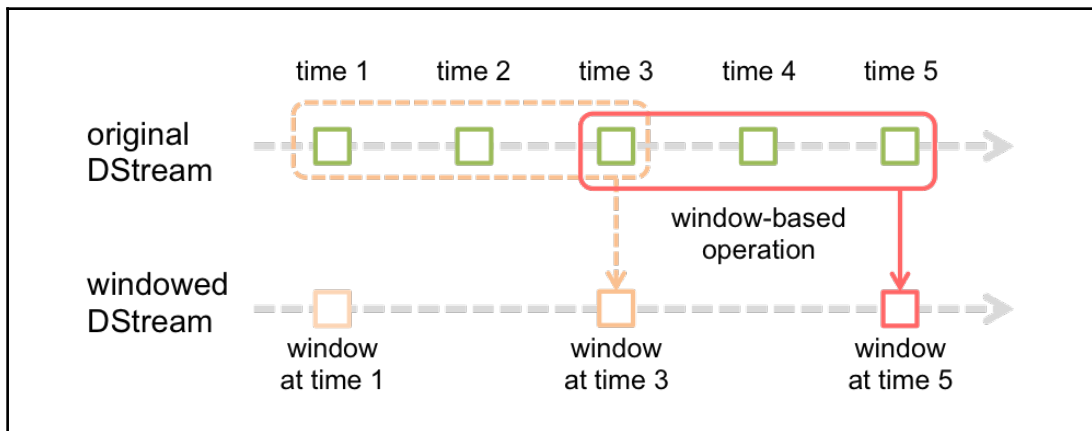 time 1 time 2 time 3 time 4 time 5
original
DStream
window-based
operation
windowed
DStream
window
at time 1
window
at time 3
window
at time 5